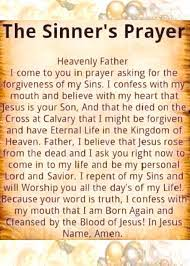 The Sinner's Prayer
Heavenly Father
I come to you in prayer asking for the
forgiveness of my Sins. I confess with my
mouth and believe with my heart that
Jesus is your Son, And that he died on the
Cross at Calvary that I might be forgiven
and have Eternal Life in the Kingdom of
Heaven. Father, I believe that Jesus rose
from the dead and I ask you right now to
come in to my life and be my personal
Lord and Savior. I repent of my Sins and
will Worship you all the day's of my Life!
Because your word is truth, I confess with
my mouth that I am Born Again and
Cleansed by the Blood of Jesus! In Jesus
Name, Amen.